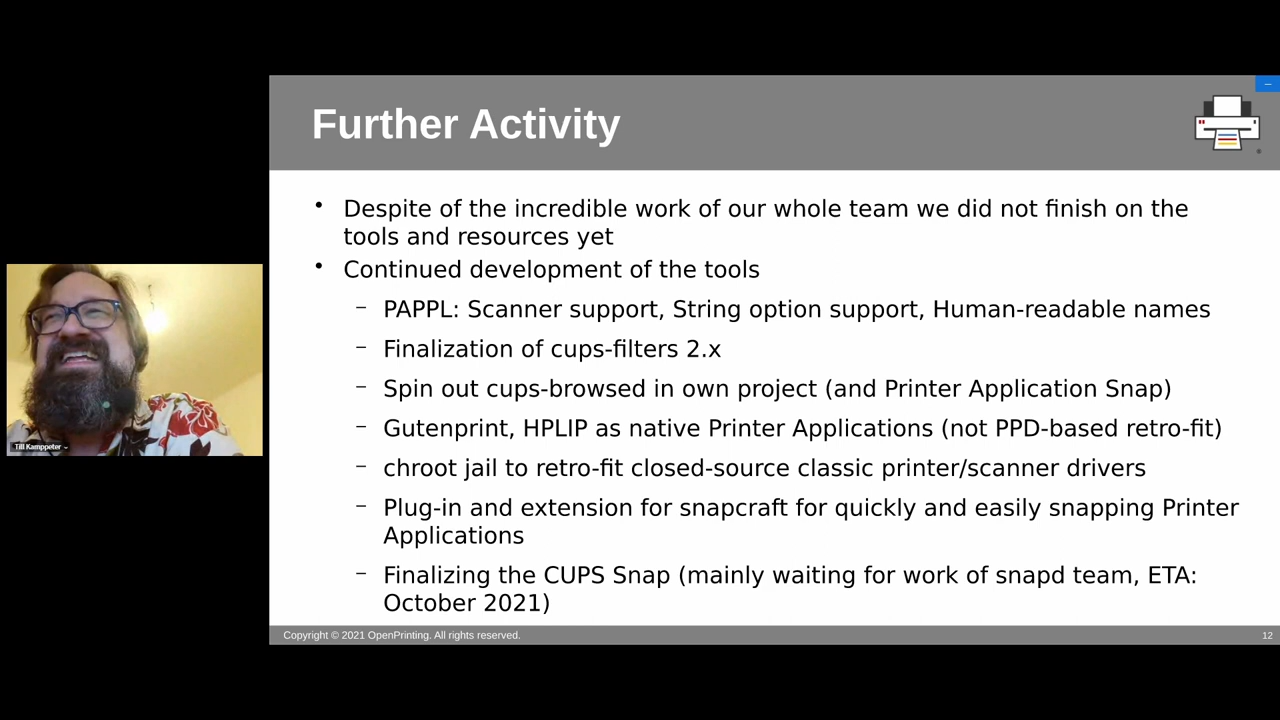 Further Activity
• Despite of the incredible work of our whole team we did not finish on the
tools and resources yet
• Continued development of the tools
– PAPPL: Scanner support, String option support, Human-readable names
– Finalization of cups-filters 2.x
– Spin out cups-browsed in own project (and Printer Application Snap)
– Gutenprint, HPLIP as native Printer Applications (not PPD-based retro-fit)
– chroot jail to retro-fit closed-source classic printer/scanner drivers
– Plug-in and extension for snapcraft for quickly and easily snapping Printer
Applications
– Finalizing the CUPS Snap (mainly waiting for work of snapd team, ETA:
October 2021)
Till Kamppeter
Copyright © 2021 OpenPrinting. All rights reserved.
12